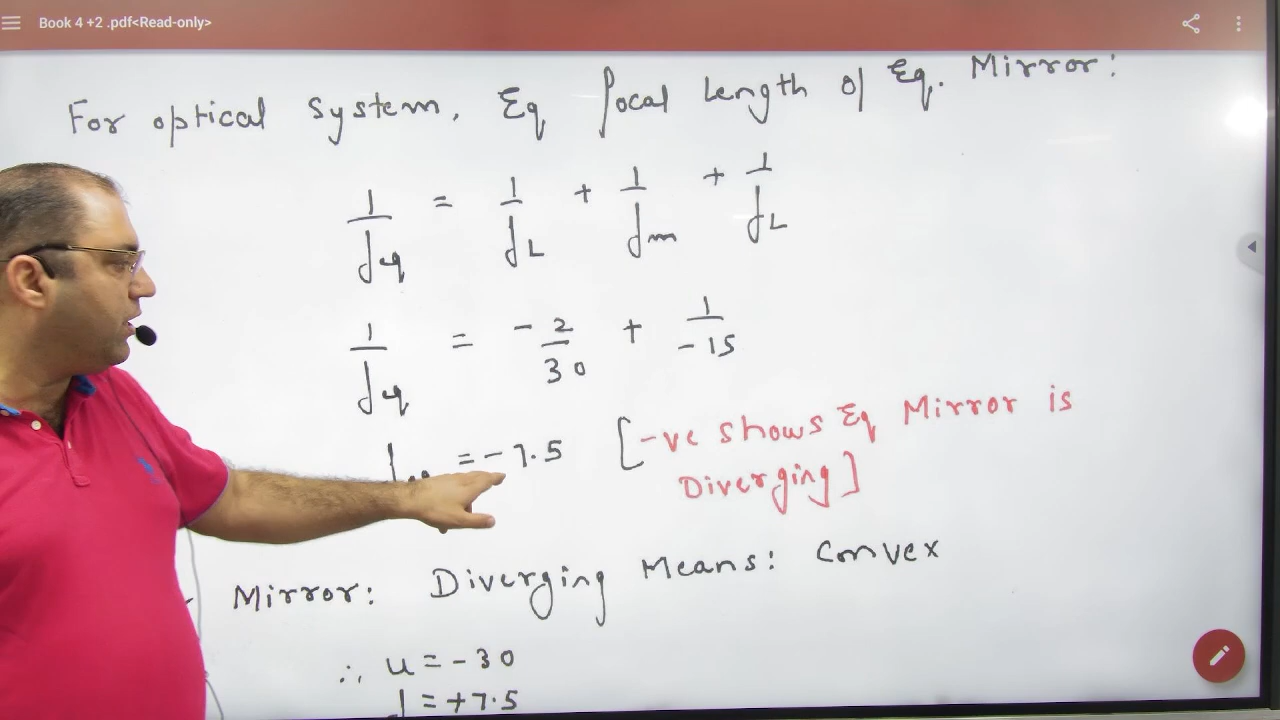 Book 4 +2 .pdf<Read-only>
For optical system, Eq focal Length of Eq. Mirror:
1/feq = 1/fL + 1/fm + 1/fL
1/feq = -2/30 + 1/-15
= -7.5 [-ve shows Eq Mirror is
Diverging]
Mirror: Diverging Means: Convex
∴ u = -30
f = +7.5